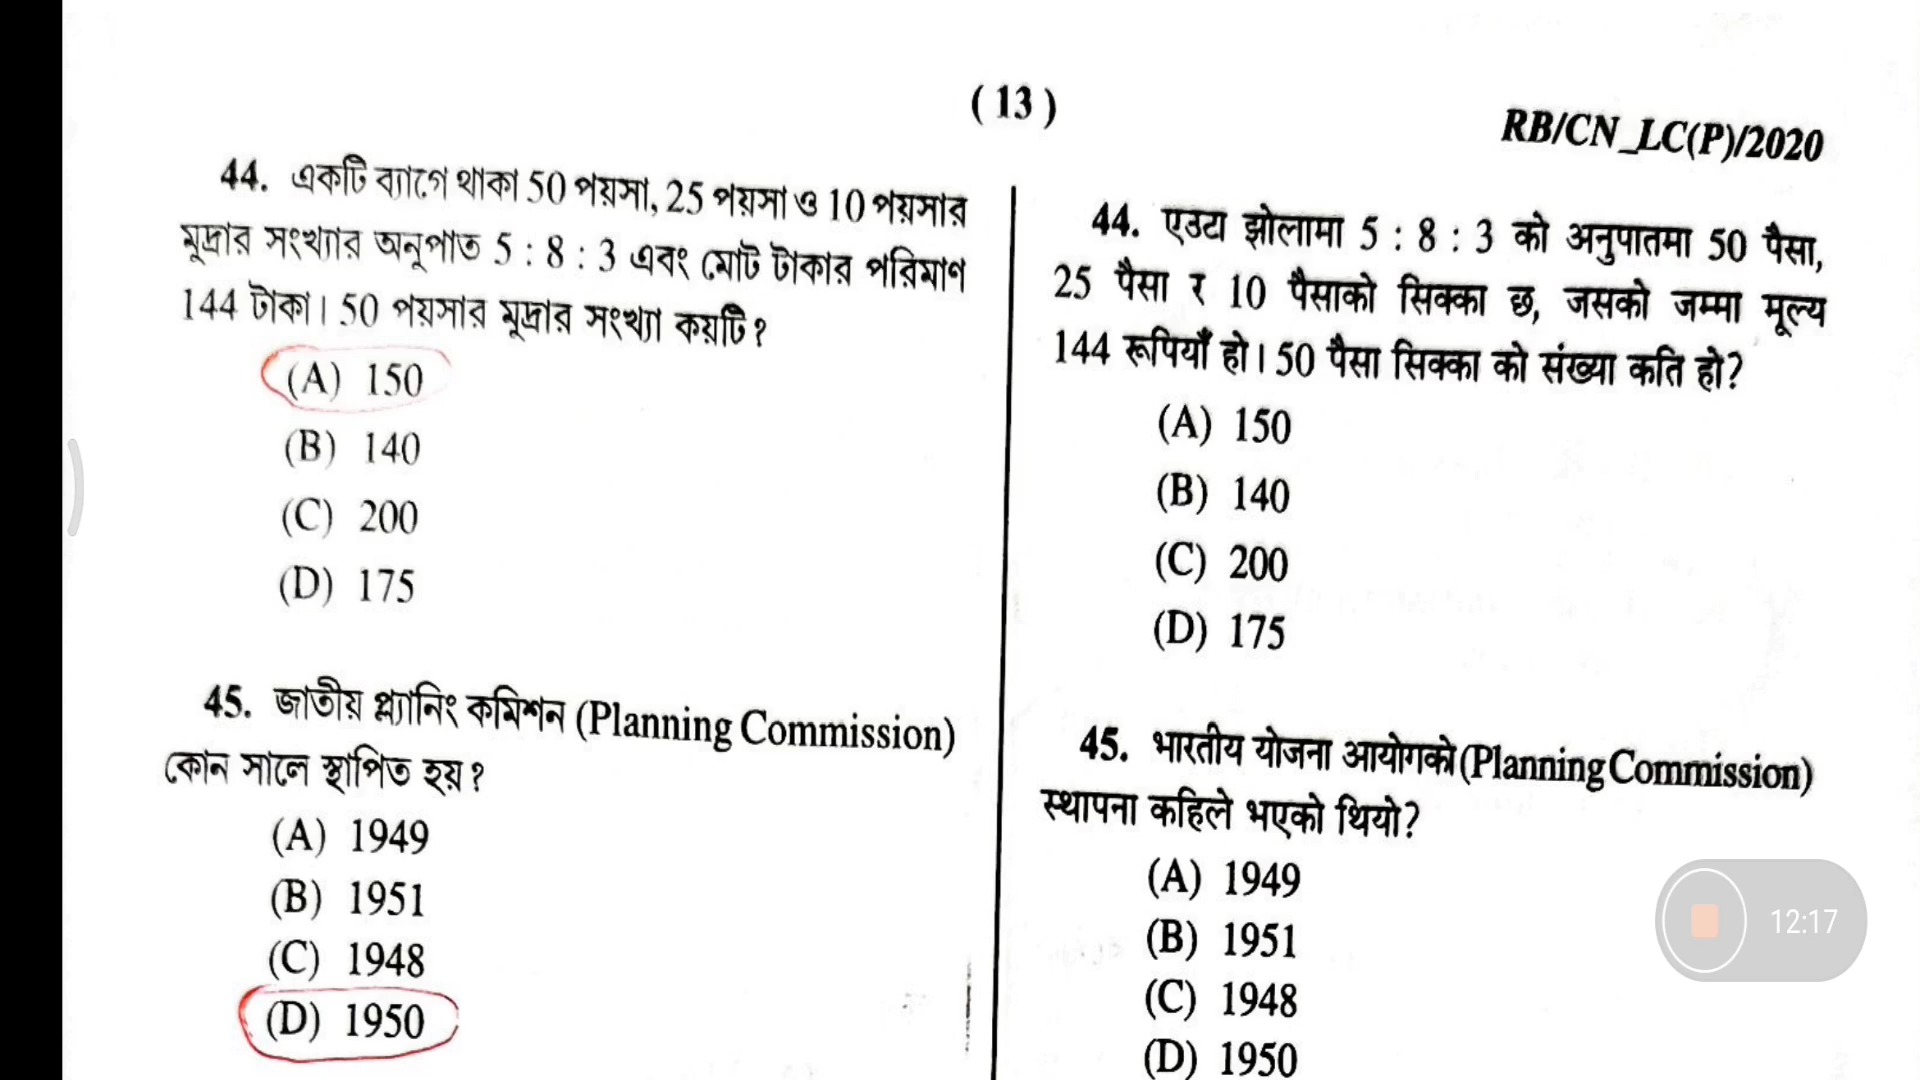 ( 13 )
RB/CN_LC(P)/2020
44. একটি ব্যাগে থাকা 50 পয়সা, 25 পয়সা ও 10 পয়সার
মুদ্রার সংখ্যার অনুপাত 5 : 8 : 3 এবং মোট টাকার পরিমাণ
144 টাকা। 50 পয়সার মুদ্রার সংখ্যা কয়টি?
(A) 150
(B) 140
(C) 200
(D) 175
45. জাতীয় প্ল্যানিং কমিশন (Planning Commission)
কোন সালে স্থাপিত হয়?
(A) 1949
(B) 1951
(C) 1948
(D) 1950
44. एउटा झोलामा 5 : 8 : 3 को अनुपातमा 50 पैसा,
25 पैसा र 10 पैसाको सिक्का छ, जसको जम्मा मूल्य
144 रूपियाँ हो। 50 पैसा सिक्का को संख्या कति हो?
(A) 150
(B) 140
(C) 200
(D) 175
45. भारतीय योजना आयोगको (Planning Commission)
स्थापना कहिले भएको थियो?
(A) 1949
(B) 1951
(C) 1948
(D) 1950
12:17